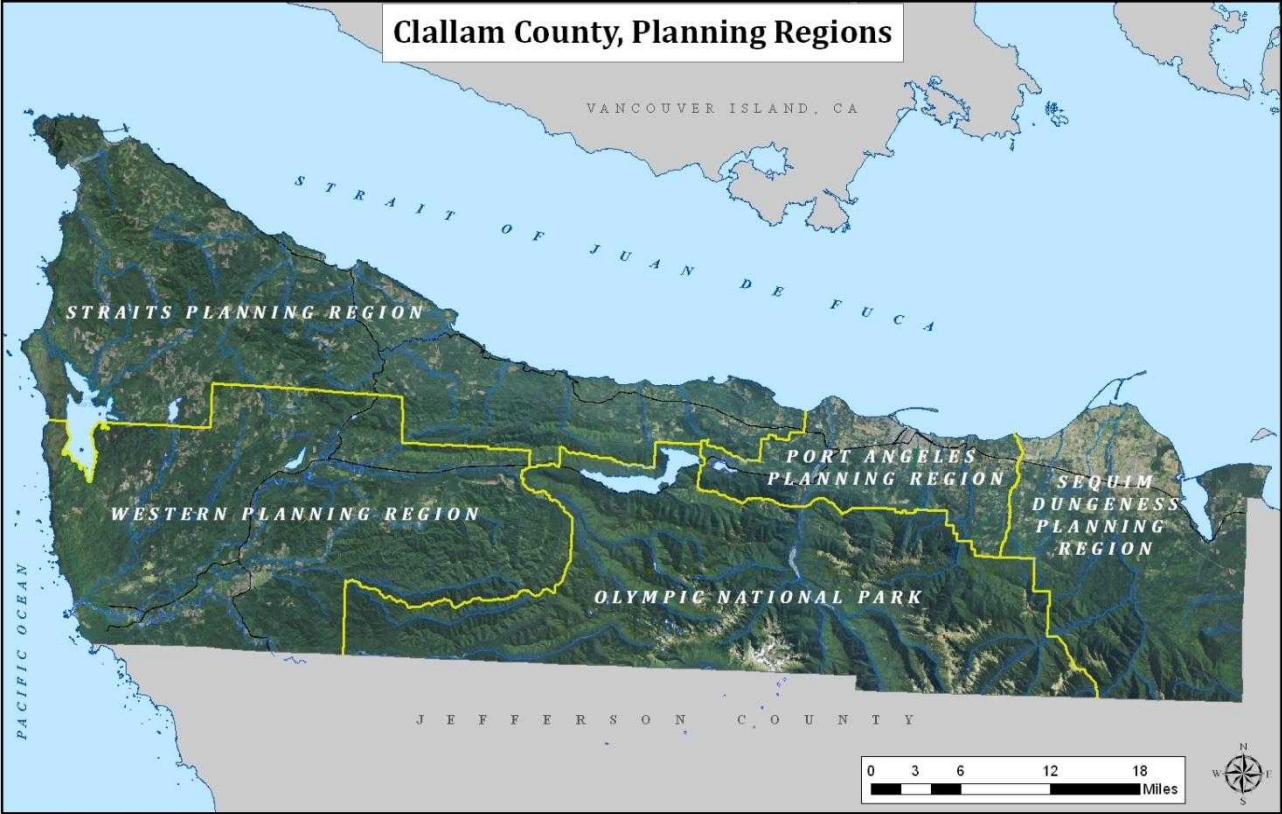 Clallam County, Planning Regions
VANCOUVER ISLAND, CA
STRAIT OF JUAN DE FUCA
STRAITS PLANNING REGION
PORT ANGELES
PLANNING REGION
SEQUIM
DUNGENESS
PLANNING
REGION
WESTERN PLANNING REGION
OLYMPIC NATIONAL PARK
PACIFIC OCEAN
JEFFERSON COUNTY
0 3 6 12 18
Miles
N
W E
S